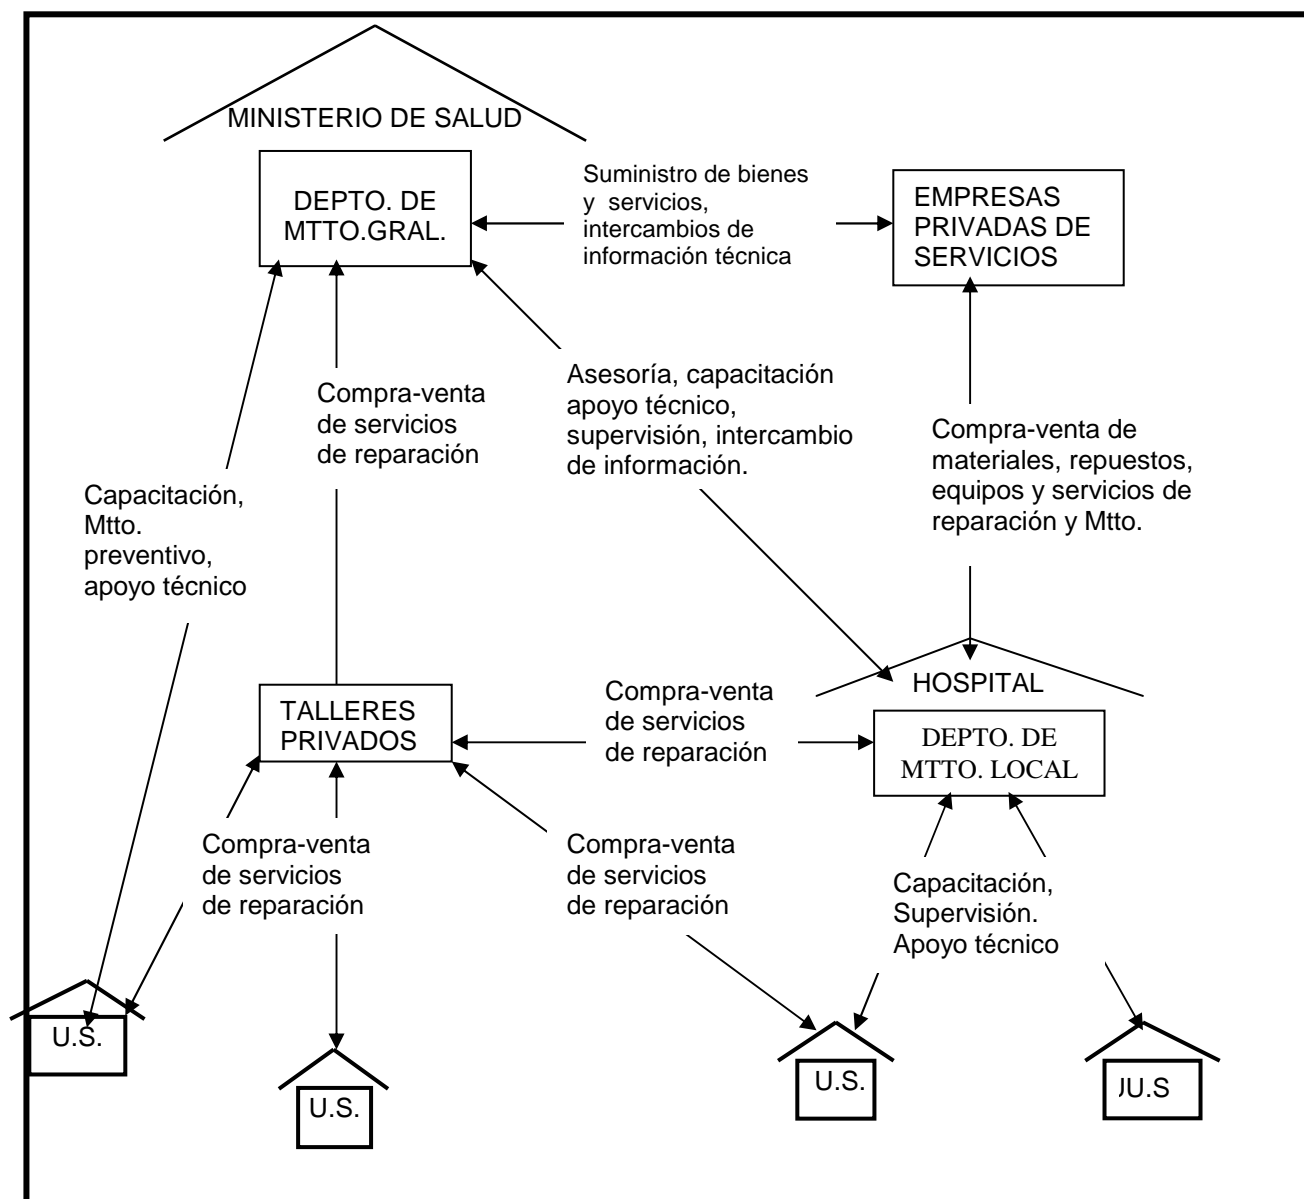 MINISTERIO DE SALUD
DEPTO. DE
MTTO.GRAL.
Suministro de bienes
y servicios,
intercambios de
información técnica
EMPRESAS
PRIVADAS DE
SERVICIOS
Compra-venta
de servicios
de reparación
Asesoría, capacitación
apoyo técnico,
supervisión, intercambio
de información.
Compra-venta de
materiales, repuestos,
equipos y servicios de
reparación y Mtto.
Capacitación,
Mtto.
preventivo,
apoyo técnico
TALLERES
PRIVADOS
Compra-venta
de servicios
de reparación
HOSPITAL
DEPTO. DE
MTTO. LOCAL
Compra-venta
de servicios
de reparación
Compra-venta
de servicios
de reparación
Capacitación,
Supervisión.
Apoyo técnico
U.S.
U.S.
U.S.
JU.S